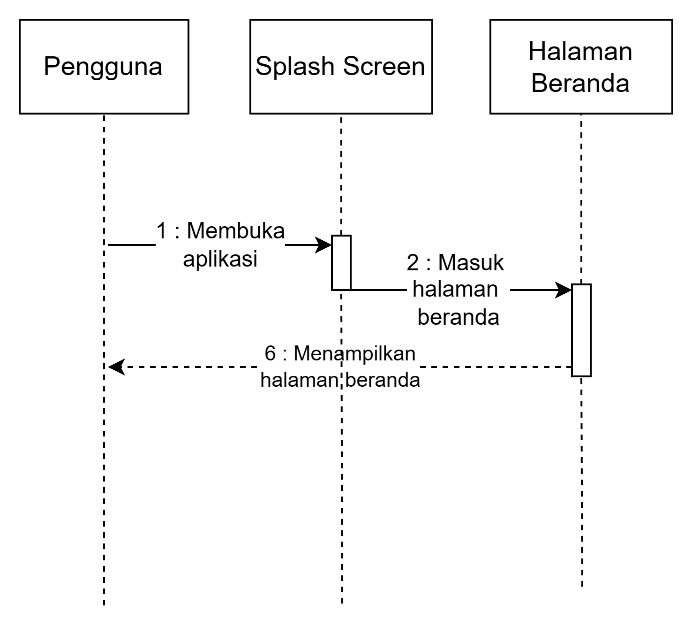 Pengguna
Splash Screen
Halaman
Beranda
1 : Membuka
aplikasi
2 : Masuk
halaman
beranda
6 : Menampilkan
halaman beranda